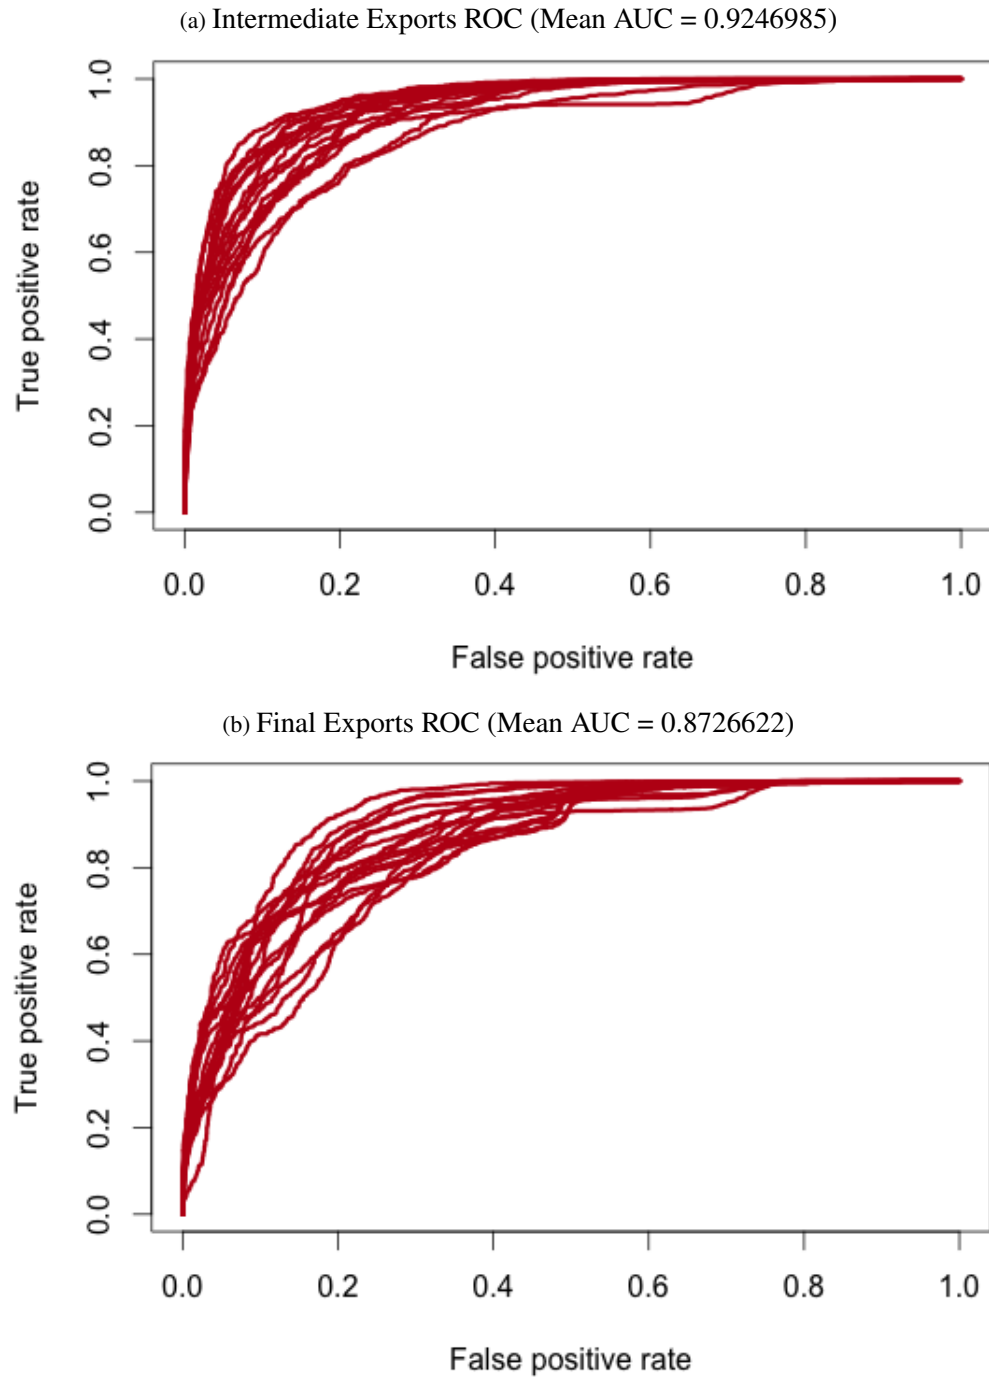 (a) Intermediate Exports ROC (Mean AUC = 0.9246985)
1.0
0.8
0.6
0.4
0.2
0.0
True positive rate
0.0 0.2 0.4 0.6 0.8 1.0
False positive rate
(b) Final Exports ROC (Mean AUC = 0.8726622)
1.0
0.8
0.6
0.4
0.2
0.0
True positive rate
0.0 0.2 0.4 0.6 0.8 1.0
False positive rate